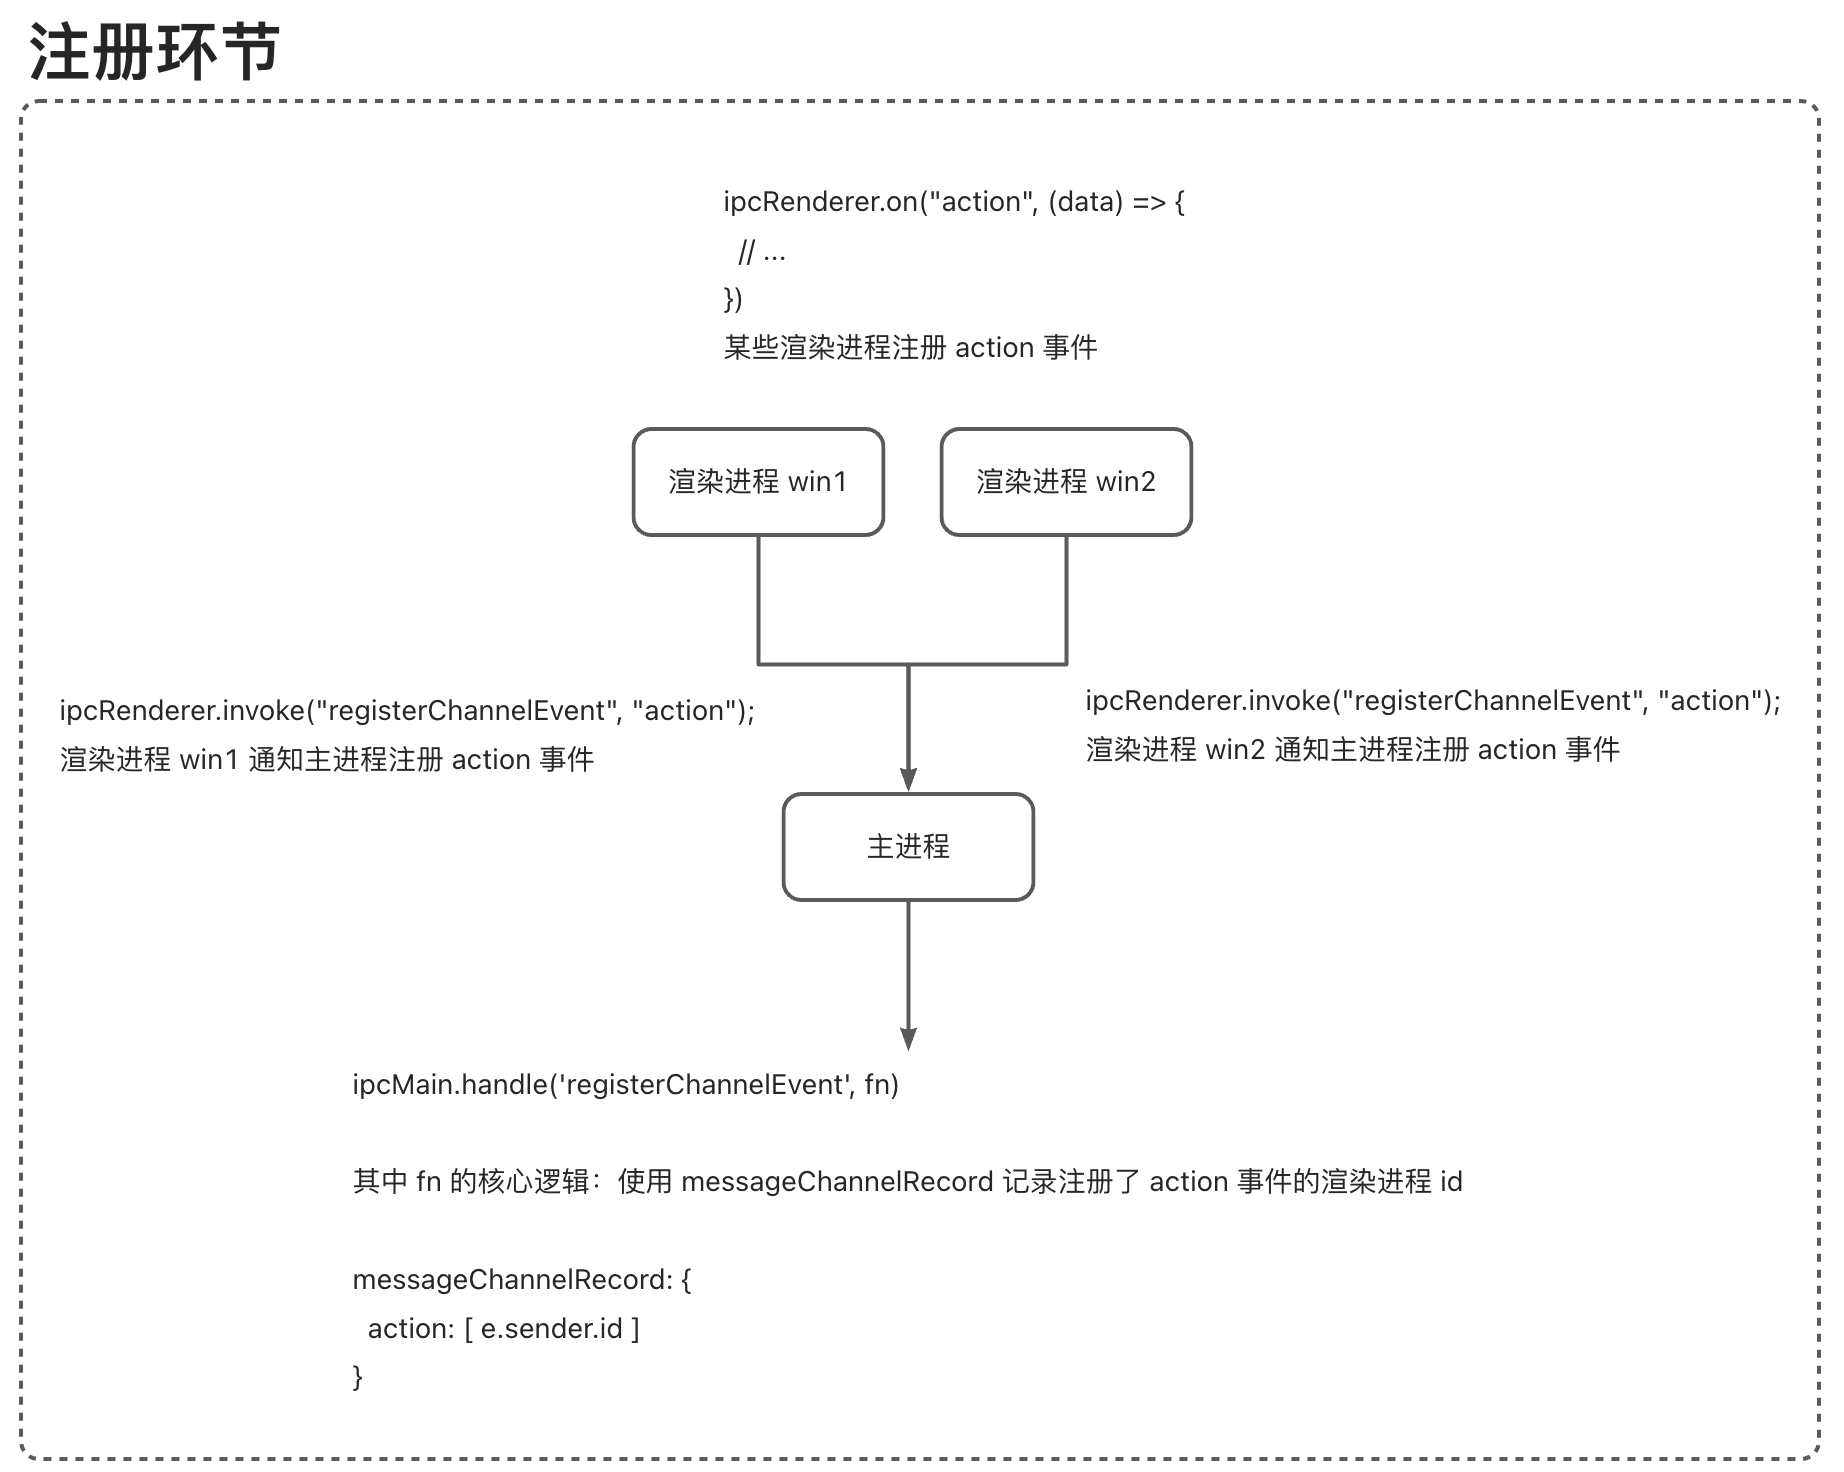 注册环节
ipcRenderer.on("action", (data) => {
// ...
})
某些渲染进程注册 action 事件
渲染进程 win1
渲染进程 win2
ipcRenderer.invoke("registerChannelEvent", "action");
渲染进程 win1 通知主进程注册 action 事件
ipcRenderer.invoke("registerChannelEvent", "action");
渲染进程 win2 通知主进程注册 action 事件
主进程
ipcMain.handle('registerChannelEvent', fn)
其中 fn 的核心逻辑：使用 messageChannelRecord 记录注册了 action 事件的渲染进程 id
messageChannelRecord: {
action: [ e.sender.id ]
}